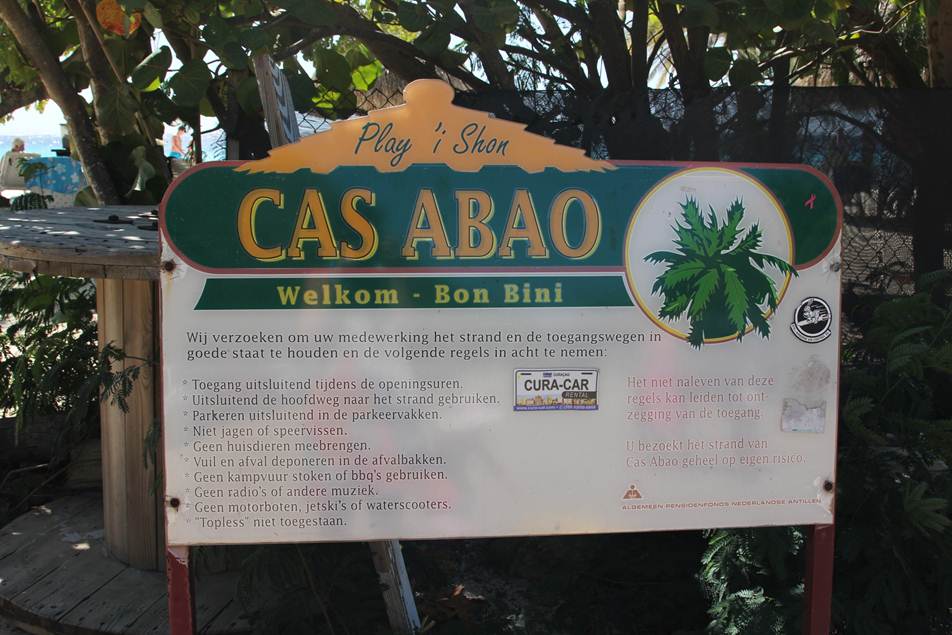 Play 'i Shon
CAS ABAO
Welkom - Bon Bini
Wij verzoeken om uw medewerking het strand en de toegangswegen in
goede staat te houden en de volgende regels in acht te nemen:
* Toegang uitsluitend tijdens de openingsuren.
* Uitsluitend de hoofdweg naar het strand gebruiken.
* Parkeren uitsluitend in de parkeervakken.
* Niet jagen of speervissen.
* Geen huisdieren meebrengen.
* Vuil en afval deponeren in de afvalbakken.
* Geen kampvuur stoken of bbq's gebruiken.
* Geen radio's of andere muziek.
* Geen motorboten, jetski's of waterscooters.
* "Topless" niet toegestaan.
CURAÇAO
CURA-CAR
RENTAL
Het niet naleven van deze
regels kan leiden tot ont-
zegging van de toegang
U bezoekt het strand van
Cas Abao geheel op eigen risico.
ALGEMEEN PENSIOENFONDS NEDERLANDSE ANTILLEN